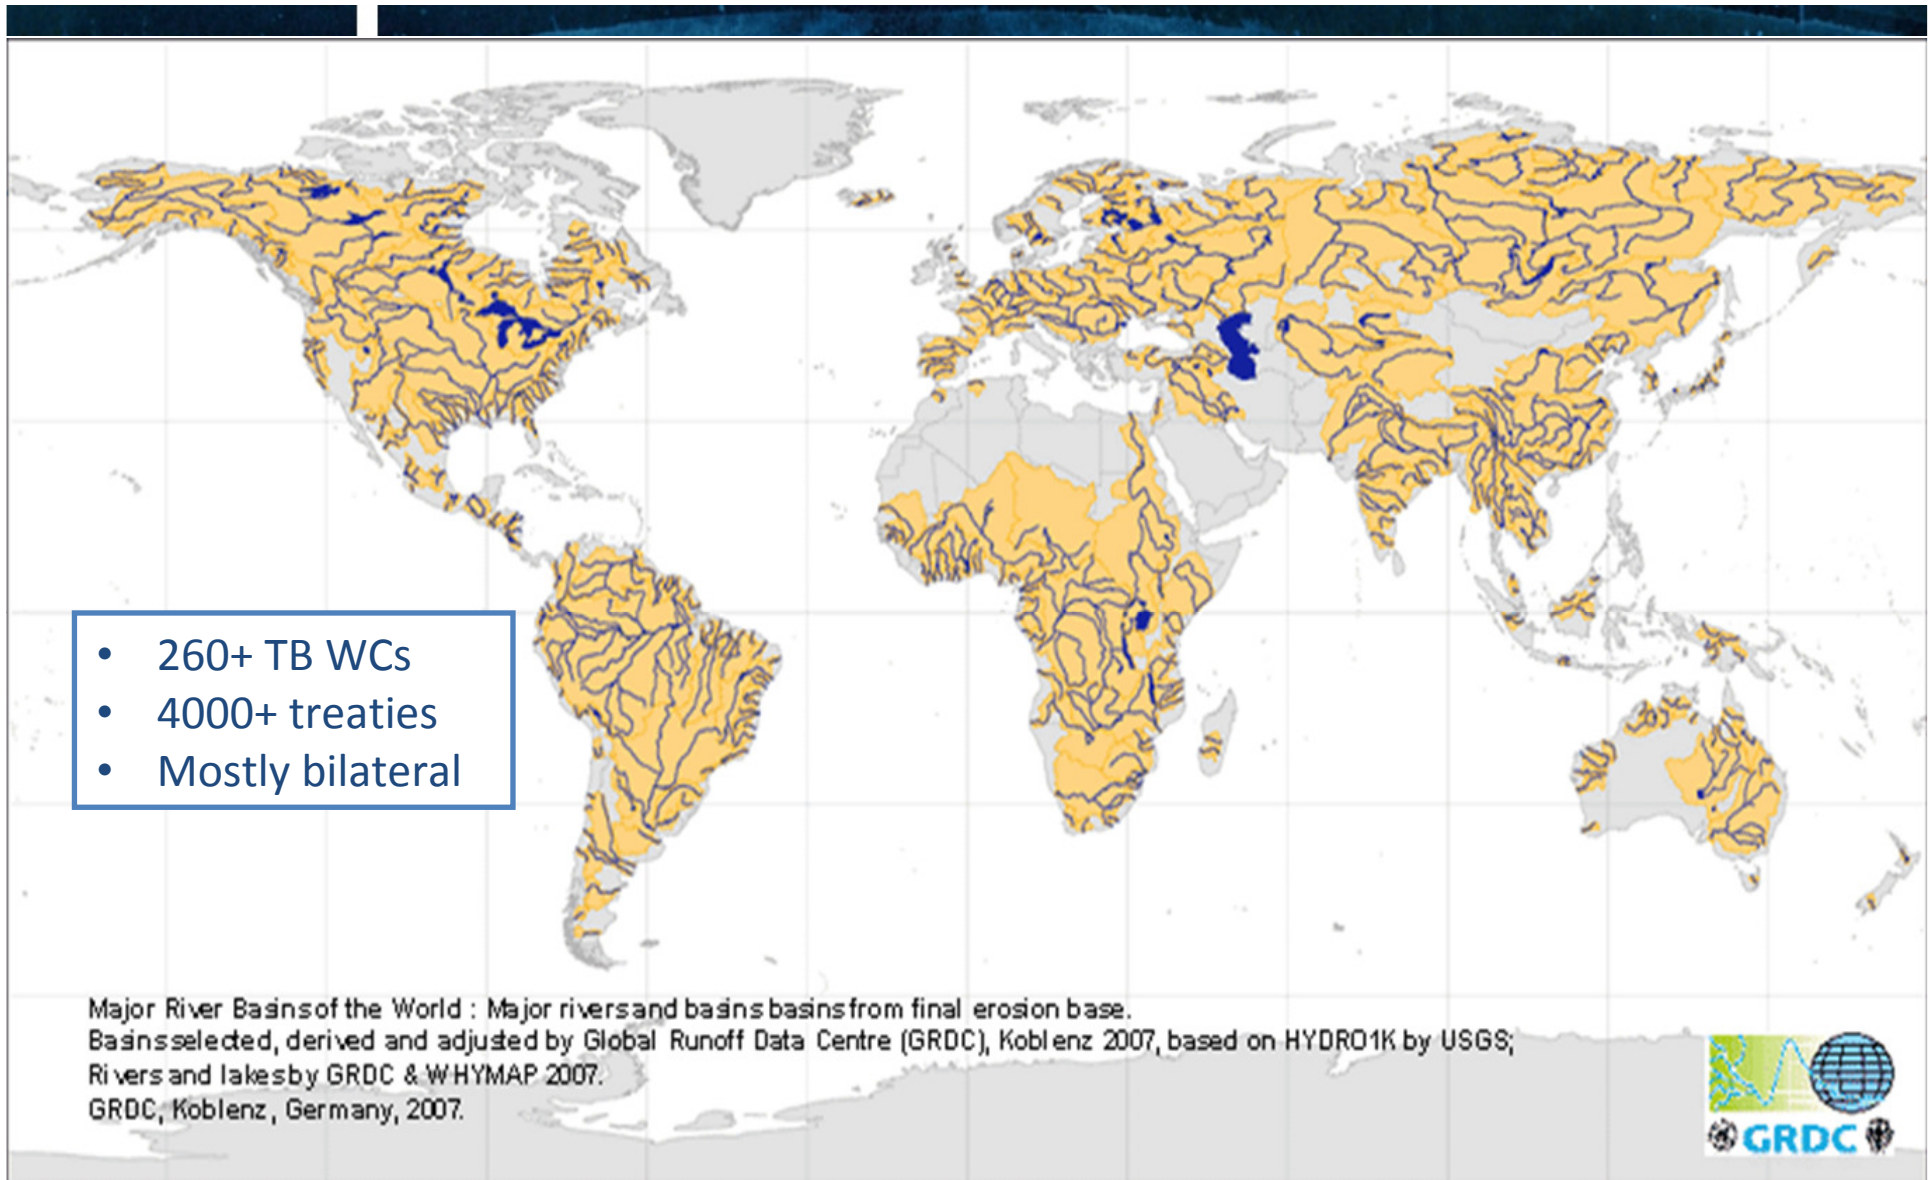 • 260+ TB WCs
• 4000+ treaties
• Mostly bilateral
Major River Basins of the World : Major rivers and basins basins from final erosion base.
Basins selected, derived and adjusted by Global Runoff Data Centre (GRDC), Koblenz 2007, based on HYDRO1K by USGS;
Rivers and lakes by GRDC & WHYMAP 2007.
GRDC, Koblenz, Germany, 2007.
GRDC